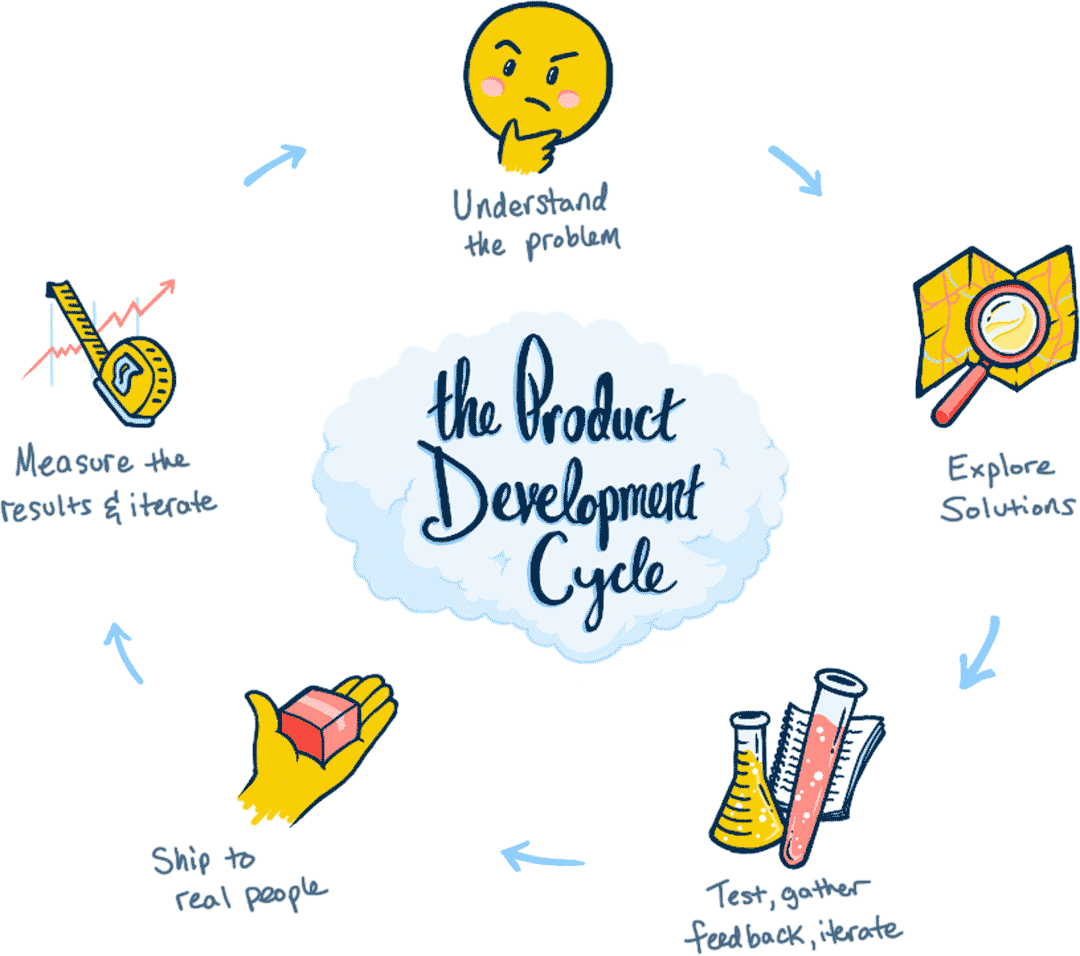 Understand
the problem
the Product
Development
Cycle
Explore
Solutions
Test, gather
feedback, iterate
Ship to
real people
Measure the
results & iterate